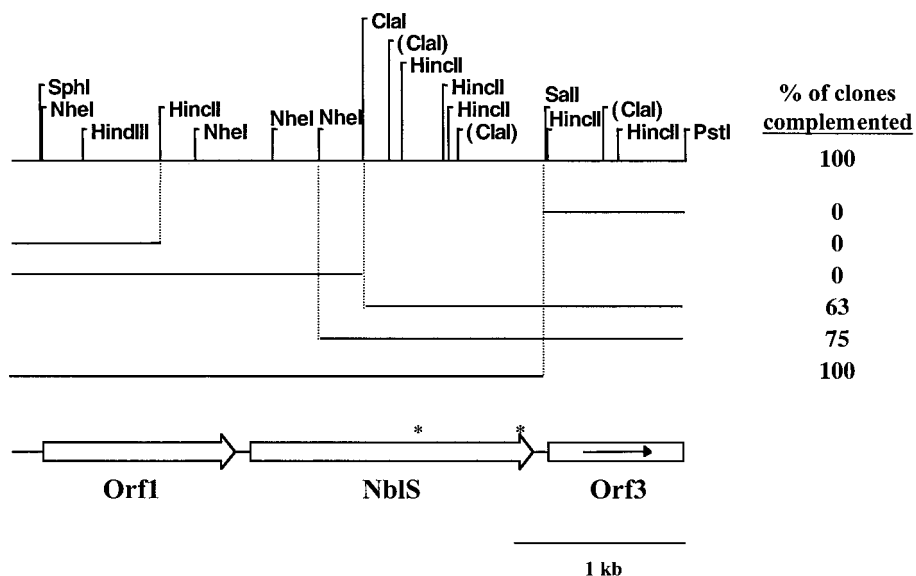 ClaI
(ClaI)
HincII
SphI
NheI
HindIII
HincII
NheI
NheI
NheI
HincII
HincII
(ClaI)
SalI
HincII
(ClaI)
HincII
PstI
% of clones
complemented
100
0
0
0
63
75
100
*
*
Orf1
NblS
Orf3
1 kb